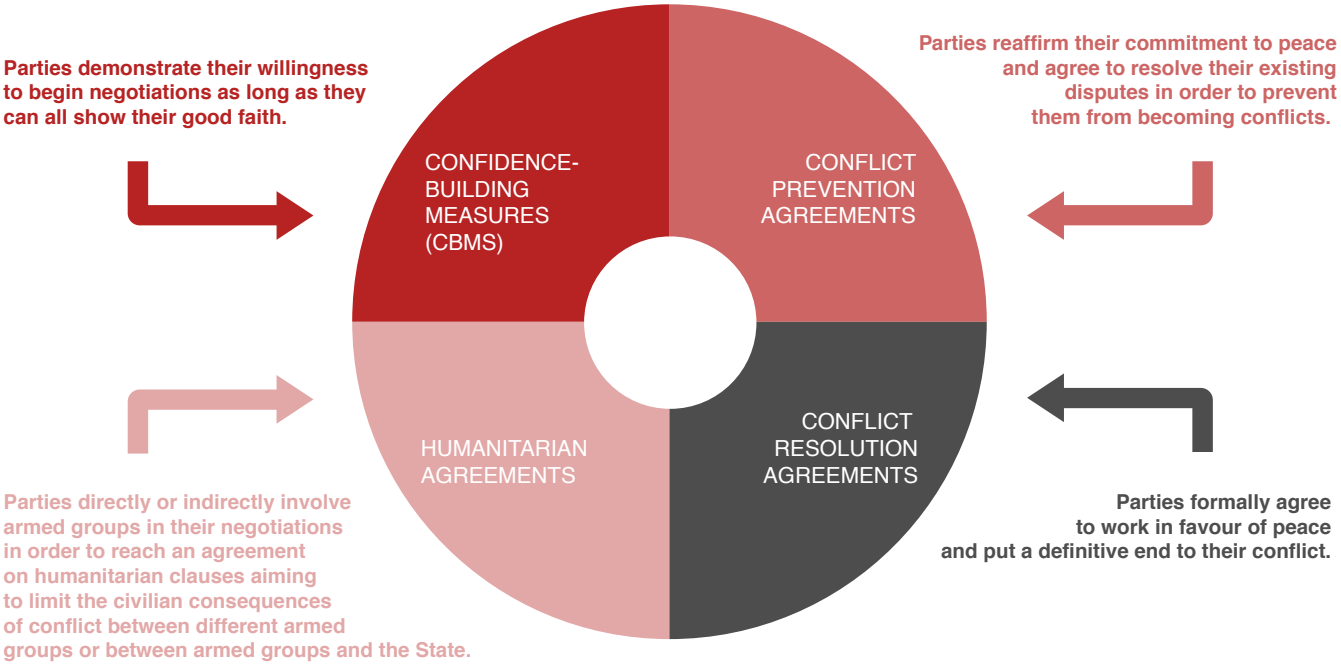 Parties demonstrate their willingness
to begin negotiations as long as they
can all show their good faith.
CONFIDENCE-
BUILDING
MEASURES
(CBMS)
Parties reaffirm their commitment to peace
and agree to resolve their existing
disputes in order to prevent
them from becoming conflicts.
CONFLICT
PREVENTION
AGREEMENTS
HUMANITARIAN
AGREEMENTS
Parties directly or indirectly involve
armed groups in their negotiations
in order to reach an agreement
on humanitarian clauses aiming
to limit the civilian consequences
of conflict between different armed
groups or between armed groups and the State.
CONFLICT
RESOLUTION
AGREEMENTS
Parties formally agree
to work in favour of peace
and put a definitive end to their conflict.